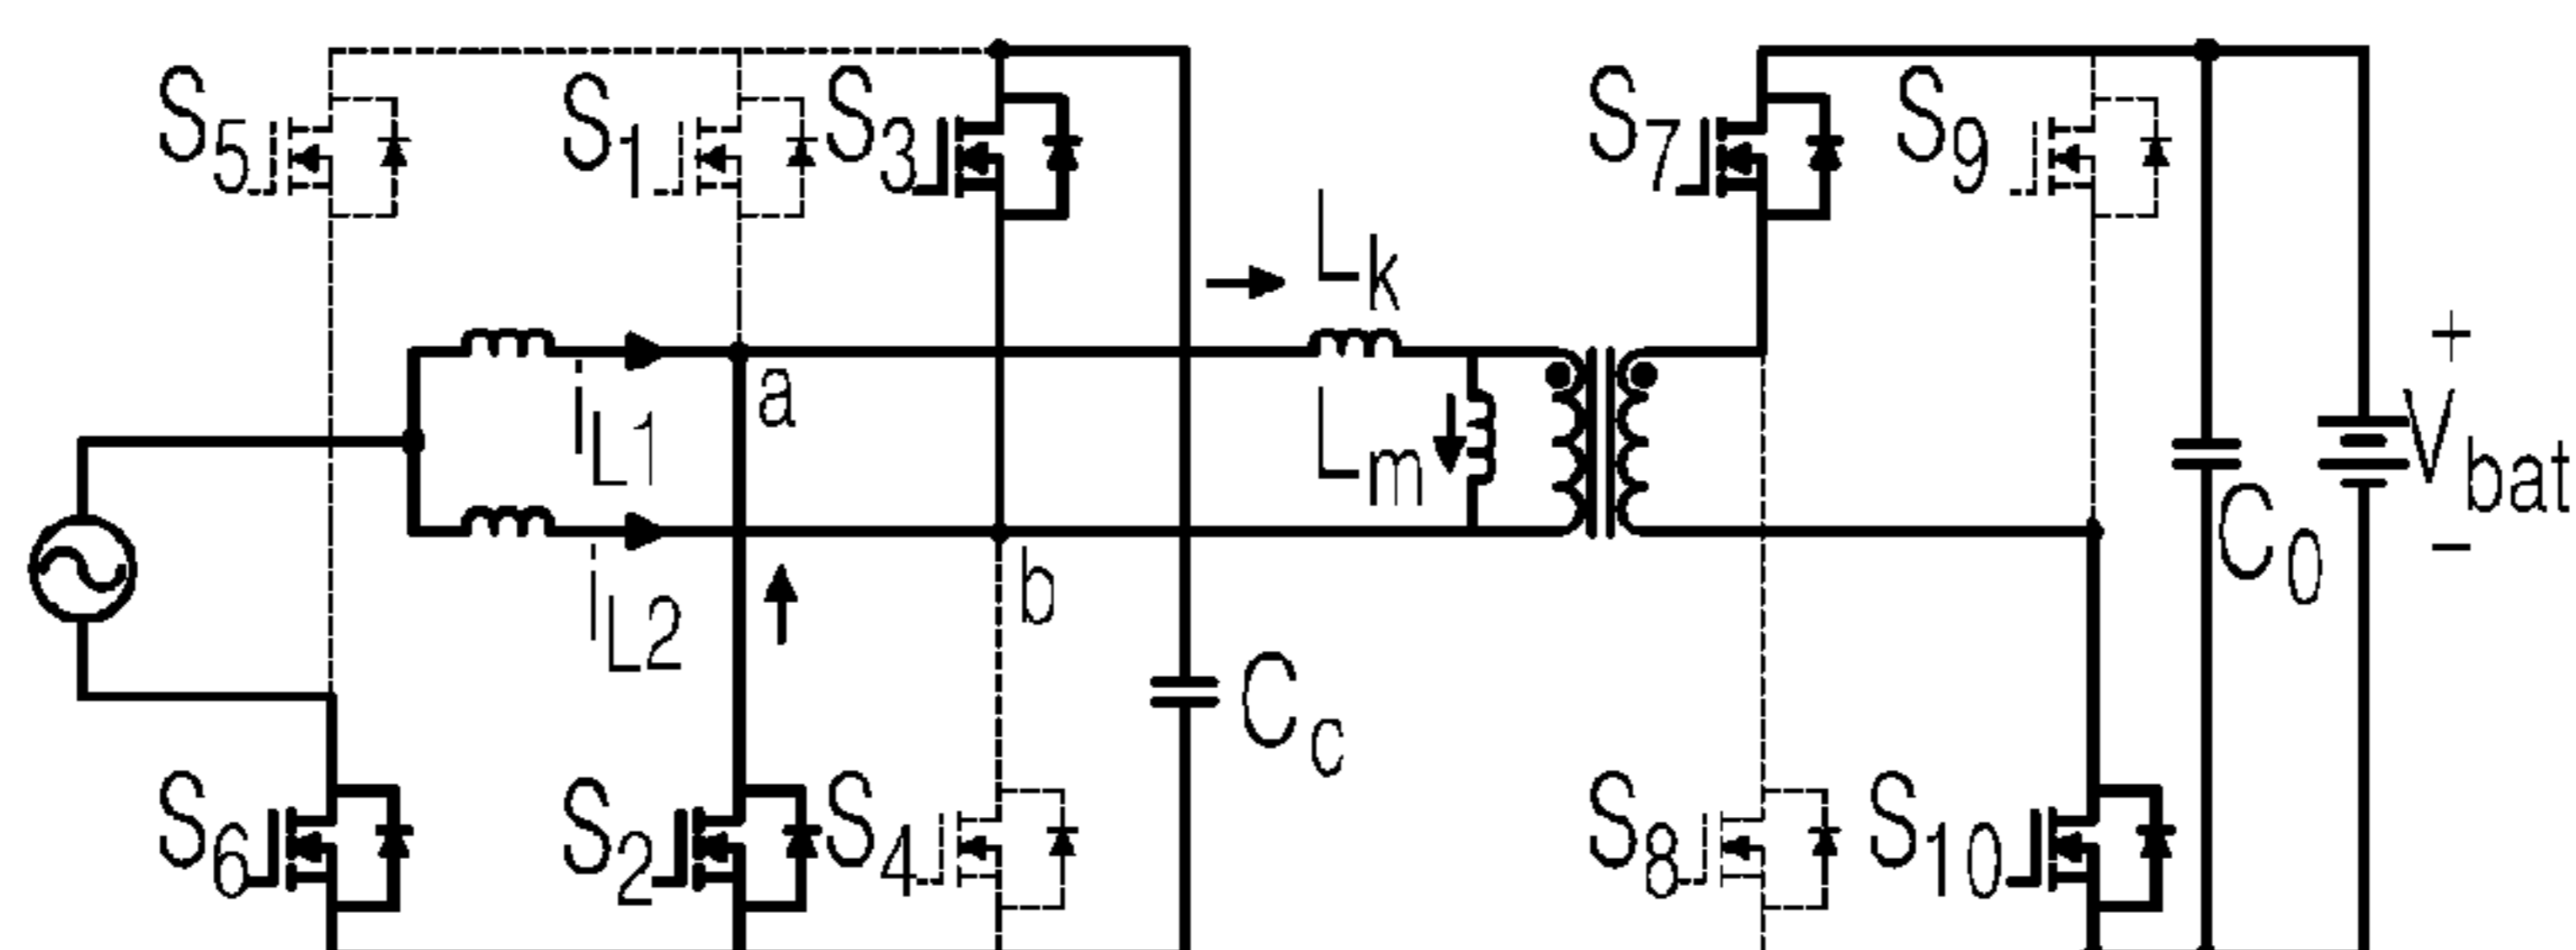 S5 S1 S3 S7 S9
Lk
a
iL1 Lm + Vbat −
iL2 b C0
Cc
S6 S2 S4 S8 S10